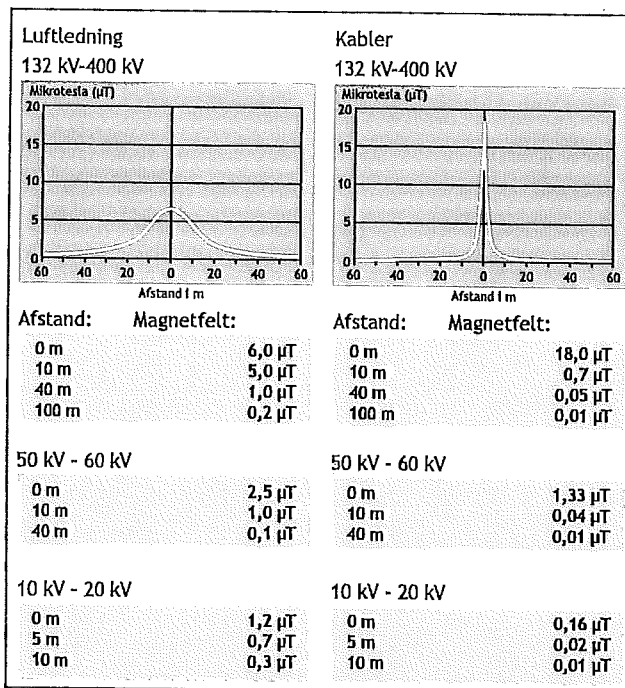 Luftledning
132 kV-400 kV
Mikrotesla (µT)
20
15
10
5
0
60 40 20 0 20 40 60
Afstand i m
Afstand: Magnetfelt:
0 m 6,0 µT
10 m 5,0 µT
40 m 1,0 µT
100 m 0,2 µT
50 kV - 60 kV
0 m 2,5 µT
10 m 1,0 µT
40 m 0,1 µT
10 kV - 20 kV
0 m 1,2 µT
5 m 0,7 µT
10 m 0,3 µT
Kabler
132 kV-400 kV
Mikrotesla (µT)
20
15
10
5
0
60 40 20 0 20 40 60
Afstand i m
Afstand: Magnetfelt:
0 m 18,0 µT
10 m 0,7 µT
40 m 0,05 µT
100 m 0,01 µT
50 kV - 60 kV
0 m 1,33 µT
10 m 0,04 µT
40 m 0,01 µT
10 kV - 20 kV
0 m 0,16 µT
5 m 0,02 µT
10 m 0,01 µT